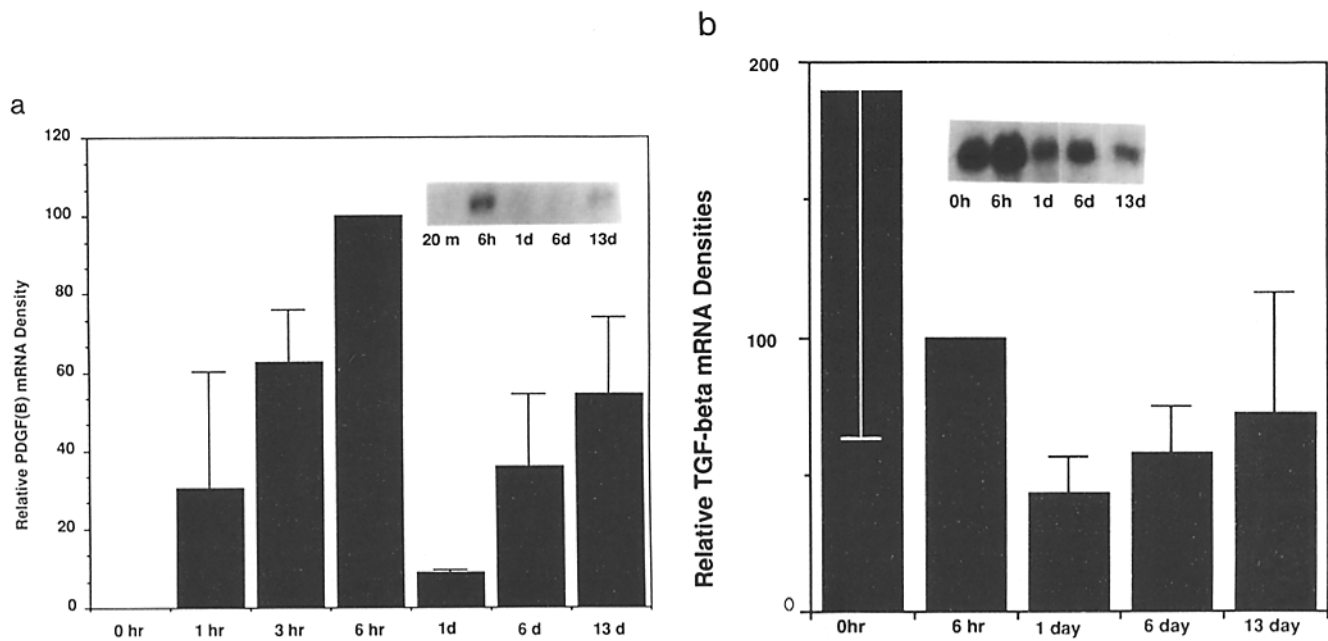 a
Relative PDGF(B) mRNA Density
120
100
80
60
40
20
0
20 m 6h 1d 6d 13d
0 hr 1 hr 3 hr 6 hr 1d 6 d 13 d
b
Relative TGF-beta mRNA Densities
200
100
0
0h 6h 1d 6d 13d
0hr 6 hr 1 day 6 day 13 day